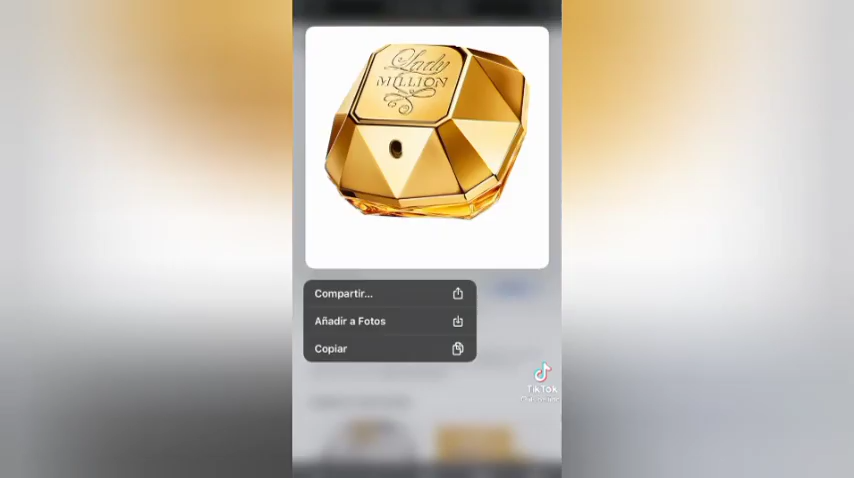 Lady
MILLION
Compartir...
Añadir a Fotos
Copiar
TikTok